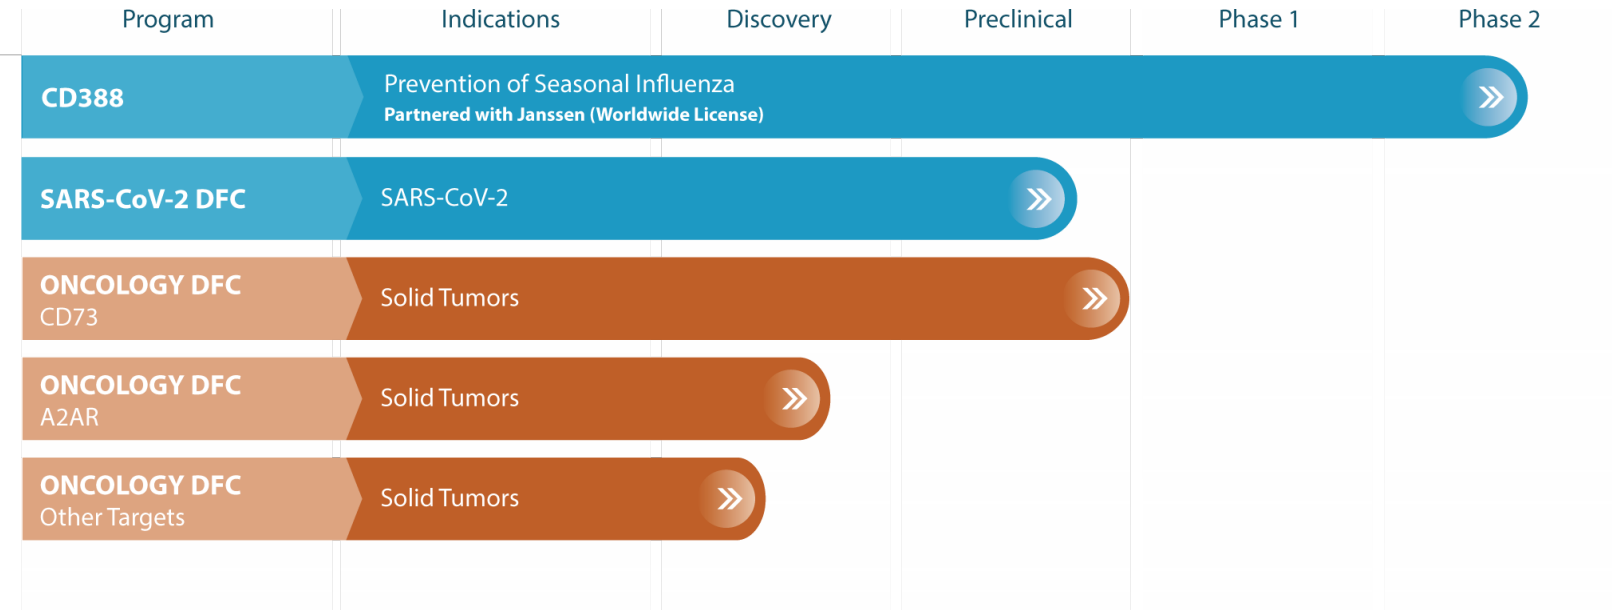 Program Indications Discovery Preclinical Phase 1 Phase 2
CD388
Prevention of Seasonal Influenza
Partnered with Janssen (Worldwide License)
SARS-CoV-2 DFC
SARS-CoV-2
ONCOLOGY DFC
CD73
Solid Tumors
ONCOLOGY DFC
A2AR
Solid Tumors
ONCOLOGY DFC
Other Targets
Solid Tumors